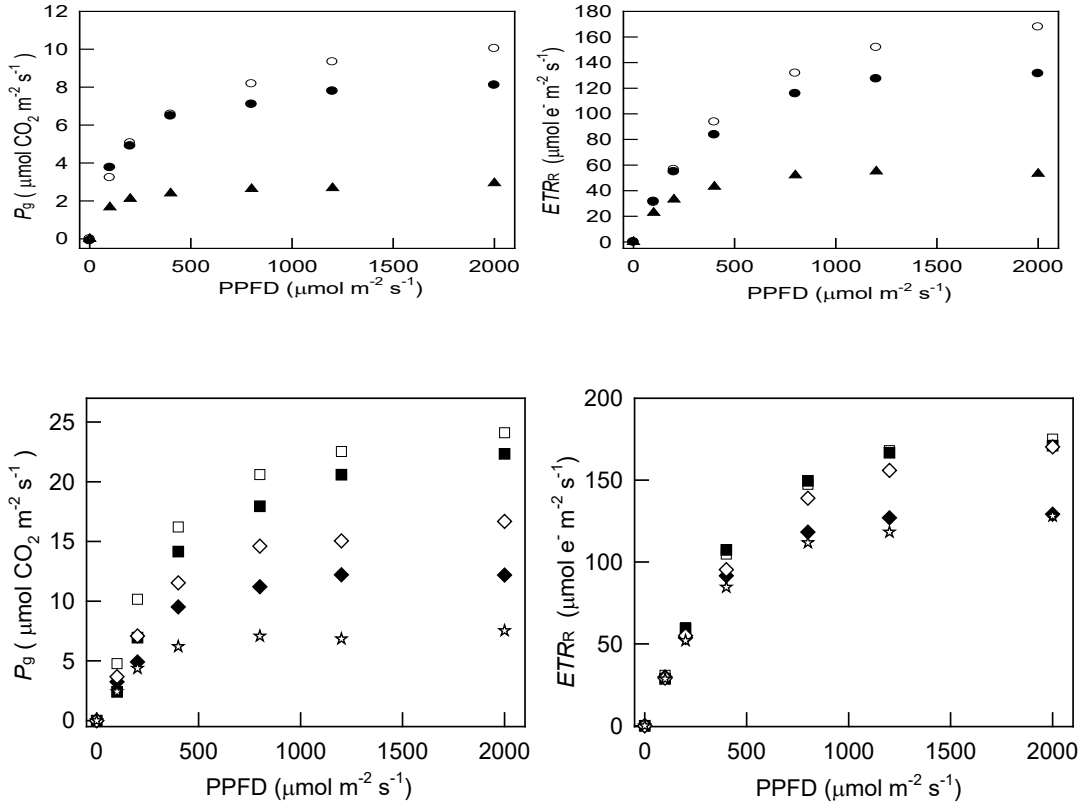 12
10
8
6
4
2
0
0 500 1000 1500 2000
PPFD (μmol m-2 s-1)
Pg ( μmol CO2 m-2 s-1)
180
160
140
120
100
80
60
40
20
0
0 500 1000 1500 2000
PPFD (μmol m-2 s-1)
ETRR (μmol e- m-2 s-1)
25
20
15
10
5
0
0 500 1000 1500 2000
PPFD (μmol m-2 s-1)
Pg ( μmol CO2 m-2 s-1)
200
150
100
50
0
0 500 1000 1500 2000
PPFD (μmol m-2 s-1)
ETRR (μmol e- m-2 s-1)